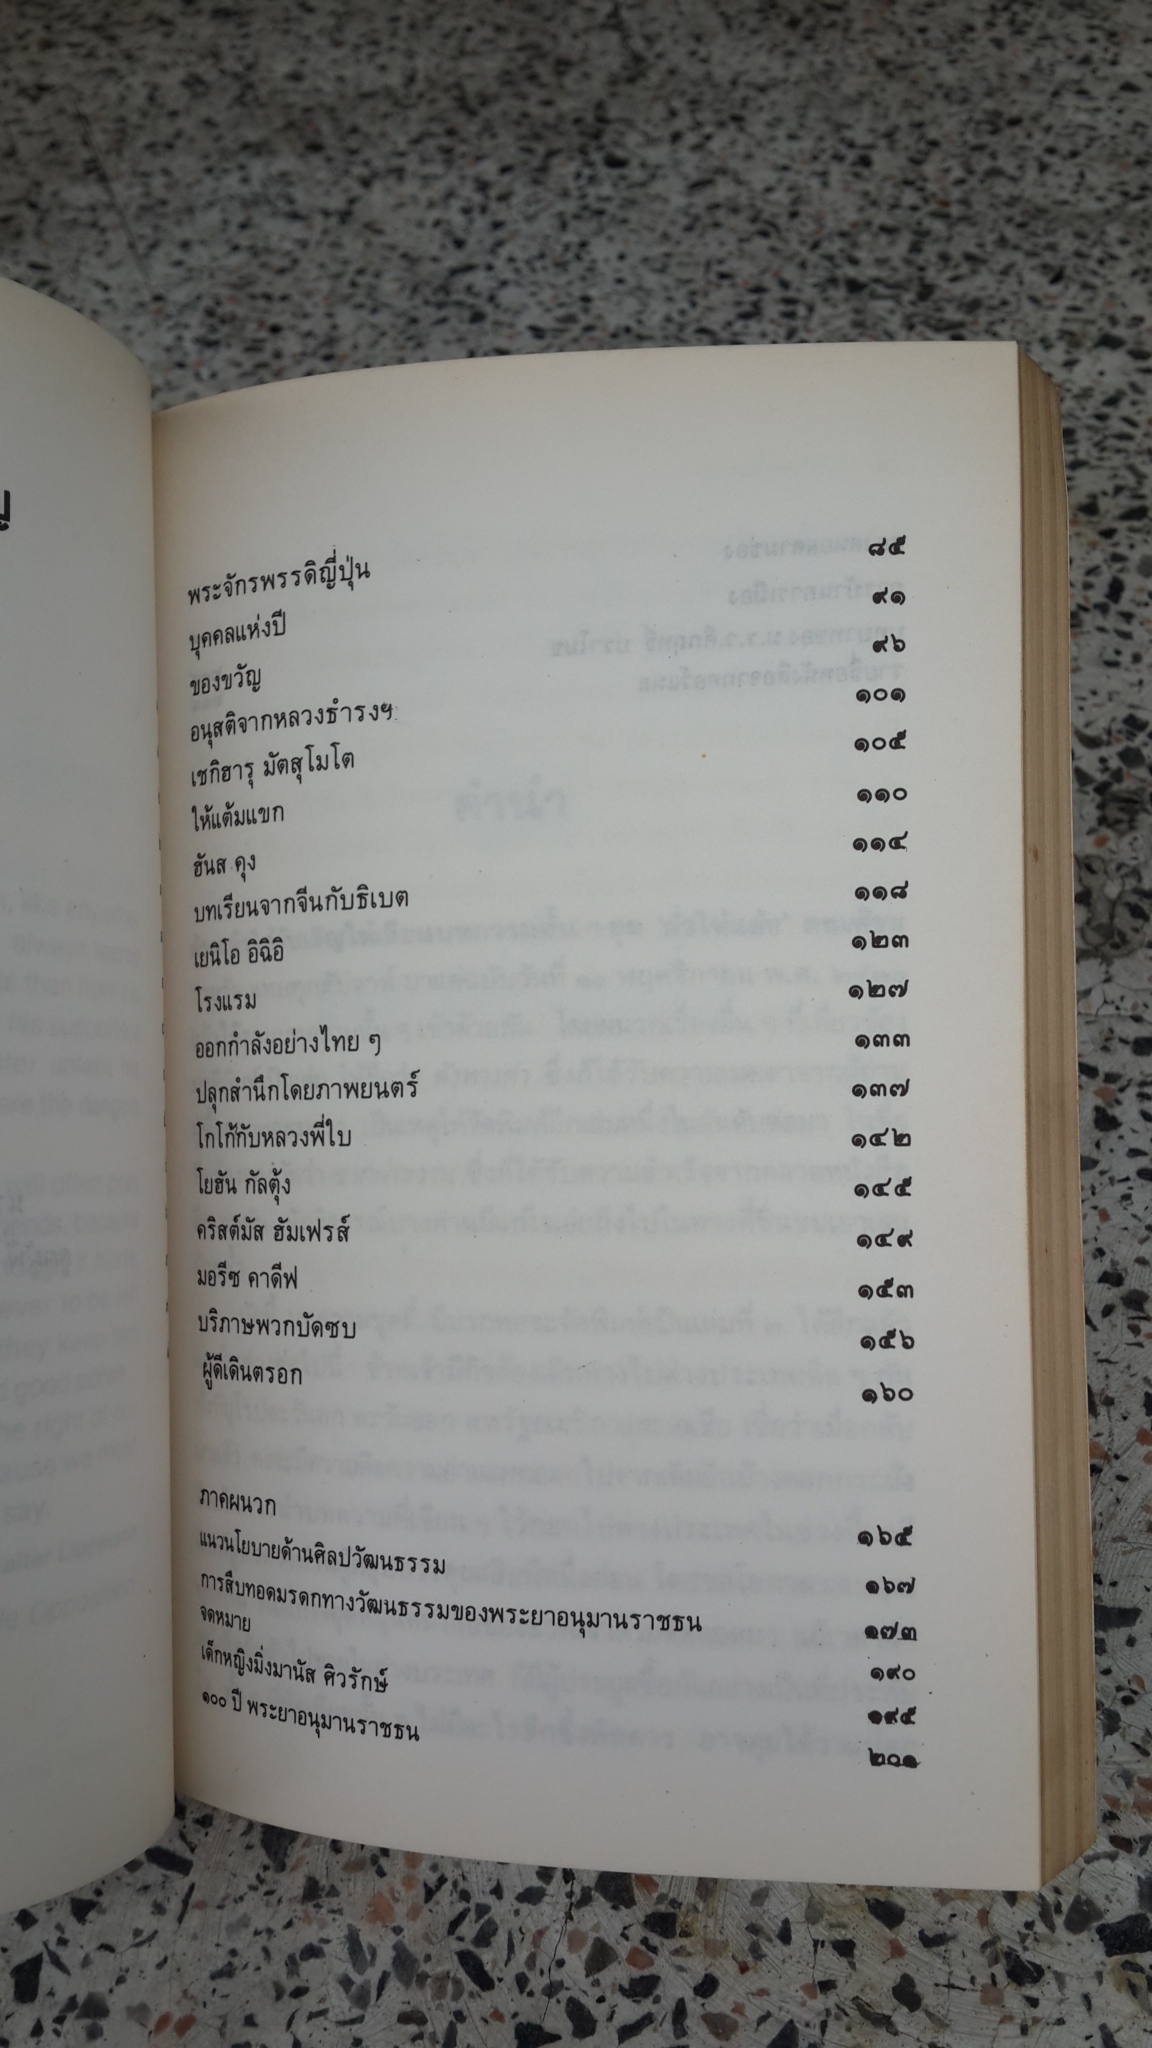 พระจักรพรรดิญี่ปุ่น ๘๕
บุคคลแห่งปี ๙๑
ของขวัญ ๙๖
อนุสติจากหลวงธำรงฯ ๑๐๑
เซกิฮารุ มัตสุโมโต ๑๐๕
ให้แต้มแขก ๑๑๐
ฮันส คุง ๑๑๔
บทเรียนจากจีนกับธิเบต ๑๑๘
เยนิโอ อิฉิอิ ๑๒๓
โรงแรม ๑๒๗
ออกกำลังอย่างไทย ๆ ๑๓๓
ปลุกสำนึกโดยภาพยนตร์ ๑๓๗
โกโก้กับหลวงพี่ใบ ๑๔๒
โยฮัน กัลตุ้ง ๑๔๕
คริสต์มัส ฮัมเฟรส์ ๑๔๙
มอรีซ คาดีฟ ๑๕๓
บริภาษพวกบัดซบ ๑๕๖
ผู้ดีเดินตรอก ๑๖๐
ภาคผนวก ๑๖๕
แนวนโยบายด้านศิลปวัฒนธรรม ๑๖๗
การสืบทอดมรดกทางวัฒนธรรมของพระยาอนุมานราชธน ๑๗๓
จดหมาย ๑๙๐
เด็กหญิงมิ่งมานัส ศิวรักษ์ ๑๙๕
๑๐๐ ปี พระยาอนุมานราชธน ๒๐๑